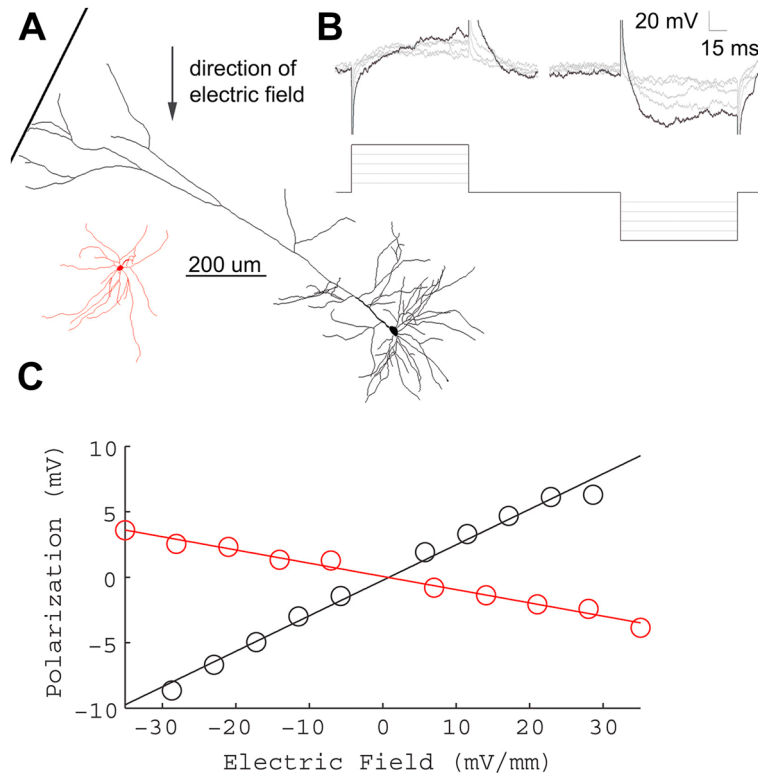 A
direction of
electric field
200 um
B
20 mV
15 ms
C
Polarization (mV)
10
5
0
−5
−10
−30
−20
−10
0
10
20
30
Electric Field (mV/mm)